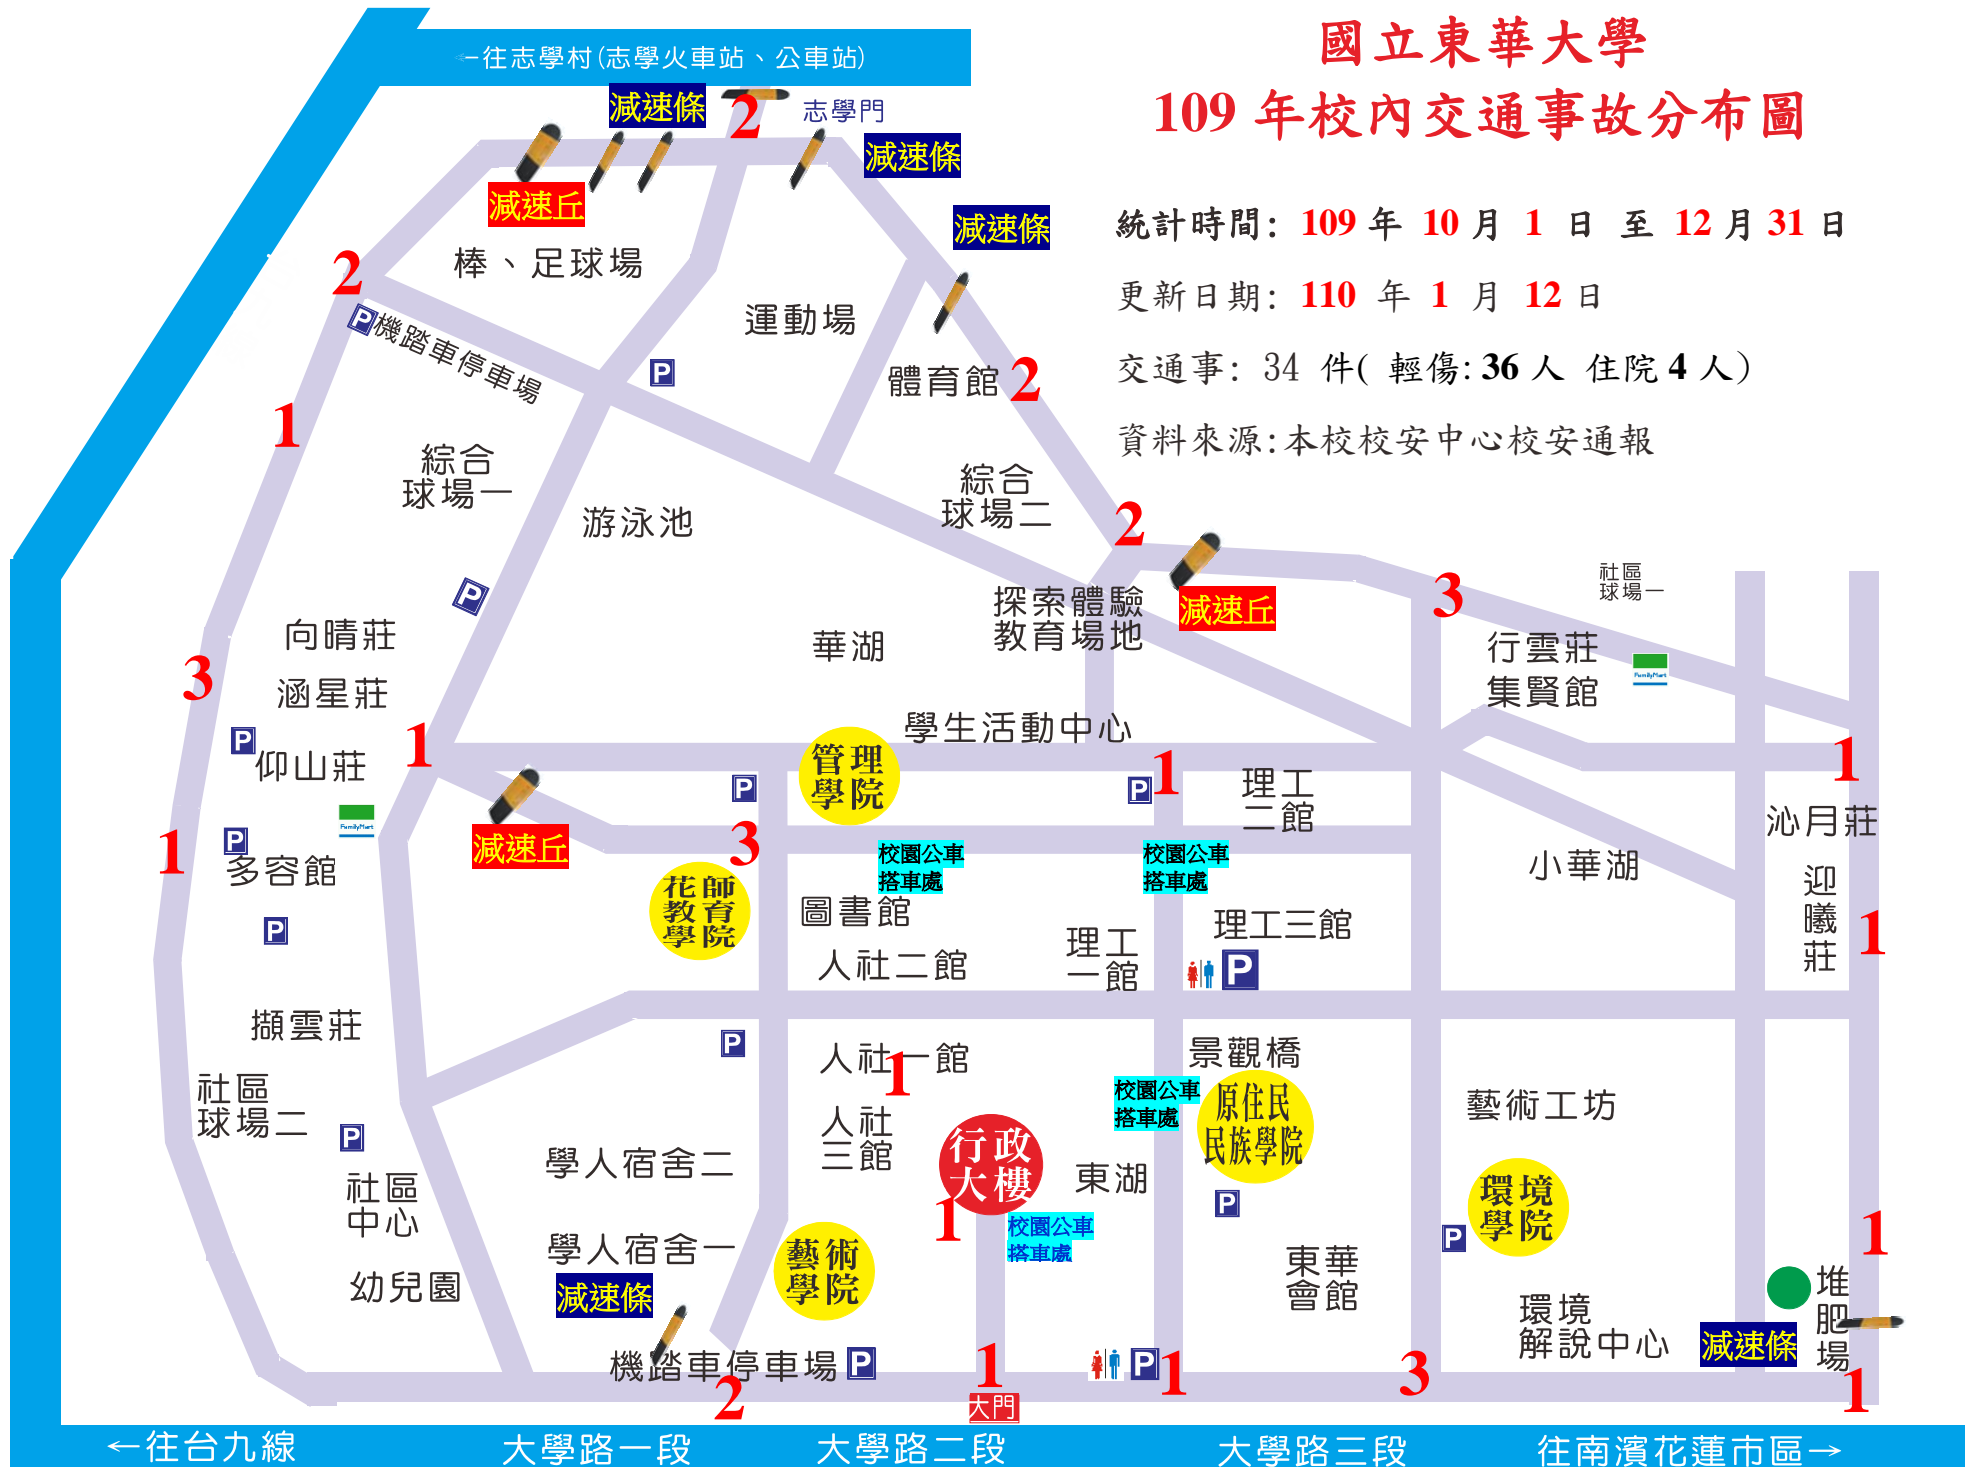 國立東華大學
109 年校內交通事故分布圖
統計時間: 109 年 10 月 1 日 至 12 月 31 日
更新日期: 110 年 1 月 12 日
交通事: 34 件( 輕傷:36 人 住院 4 人)
資料來源:本校校安中心校安通報
←往志學村(志學火車站、公車站)
減速條
2
志學門
減速條
減速丘
減速條
棒、足球場
2
P
機踏車停車場
運動場
P
體育館
2
1
綜合
球場一
綜合
球場二
游泳池
2
P
減速丘
探索體驗
教育場地
3
社區
球場一
向晴莊
華湖
行雲莊
集賢館
FamilyMart
3
涵星莊
學生活動中心
P
仰山莊
1
管理
學院
P
1
P
理工
二館
1
FamilyMart
P
多容館
1
減速丘
3
校園公車
搭車處
校園公車
搭車處
沁月莊
小華湖
花師
教育
學院
圖書館
理工三館
迎
曦
莊
1
P
人社二館
理工
一館
P
擷雲莊
P
人社一館
1
景觀橋
社區
球場二
校園公車
搭車處
原住民
民族學院
藝術工坊
人社
三館
P
學人宿舍二
行政
大樓
1
東湖
P
環境
學院
P
社區
中心
校園公車
搭車處
學人宿舍一
藝術
學院
1
幼兒園
減速條
東華
會館
環境
解說中心
堆
肥
場
減速條
機踏車停車場
P
2
1
大門
P
1
3
1
←往台九線
大學路一段
大學路二段
大學路三段
往南濱花蓮市區→